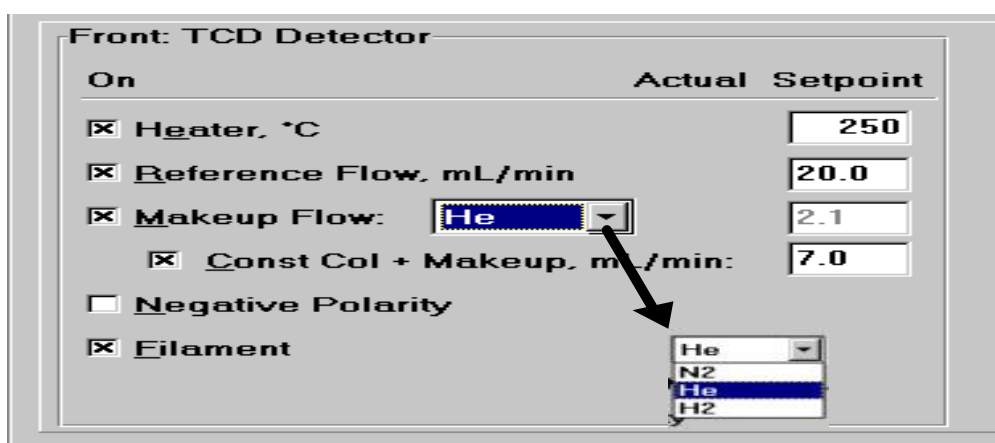 Front: TCD Detector
On Actual Setpoint
Heater, °C 250
Reference Flow, mL/min 20.0
Makeup Flow: He 2.1
Const Col + Makeup, mL/min: 7.0
Negative Polarity
Filament
He
N2
He
H2